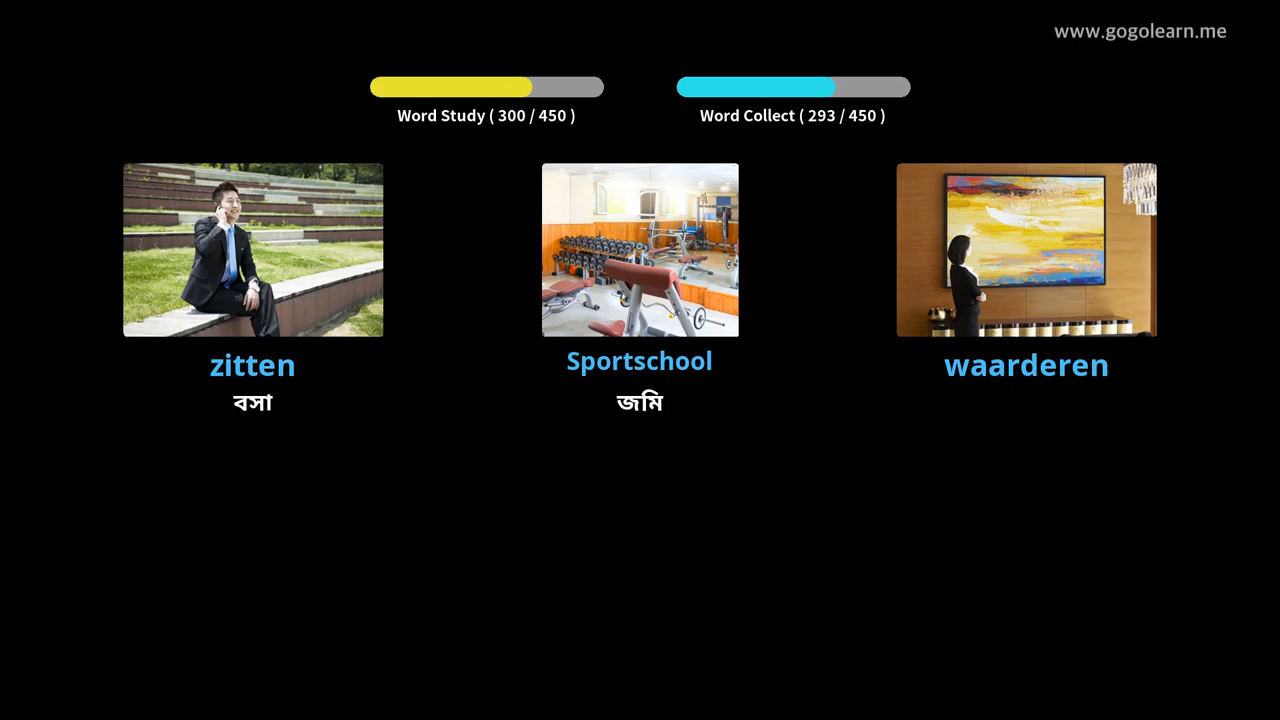 www.gogolearn.me
Word Study ( 300 / 450 )
Word Collect ( 293 / 450 )
zitten
Sportschool
waarderen
বসা
জমি